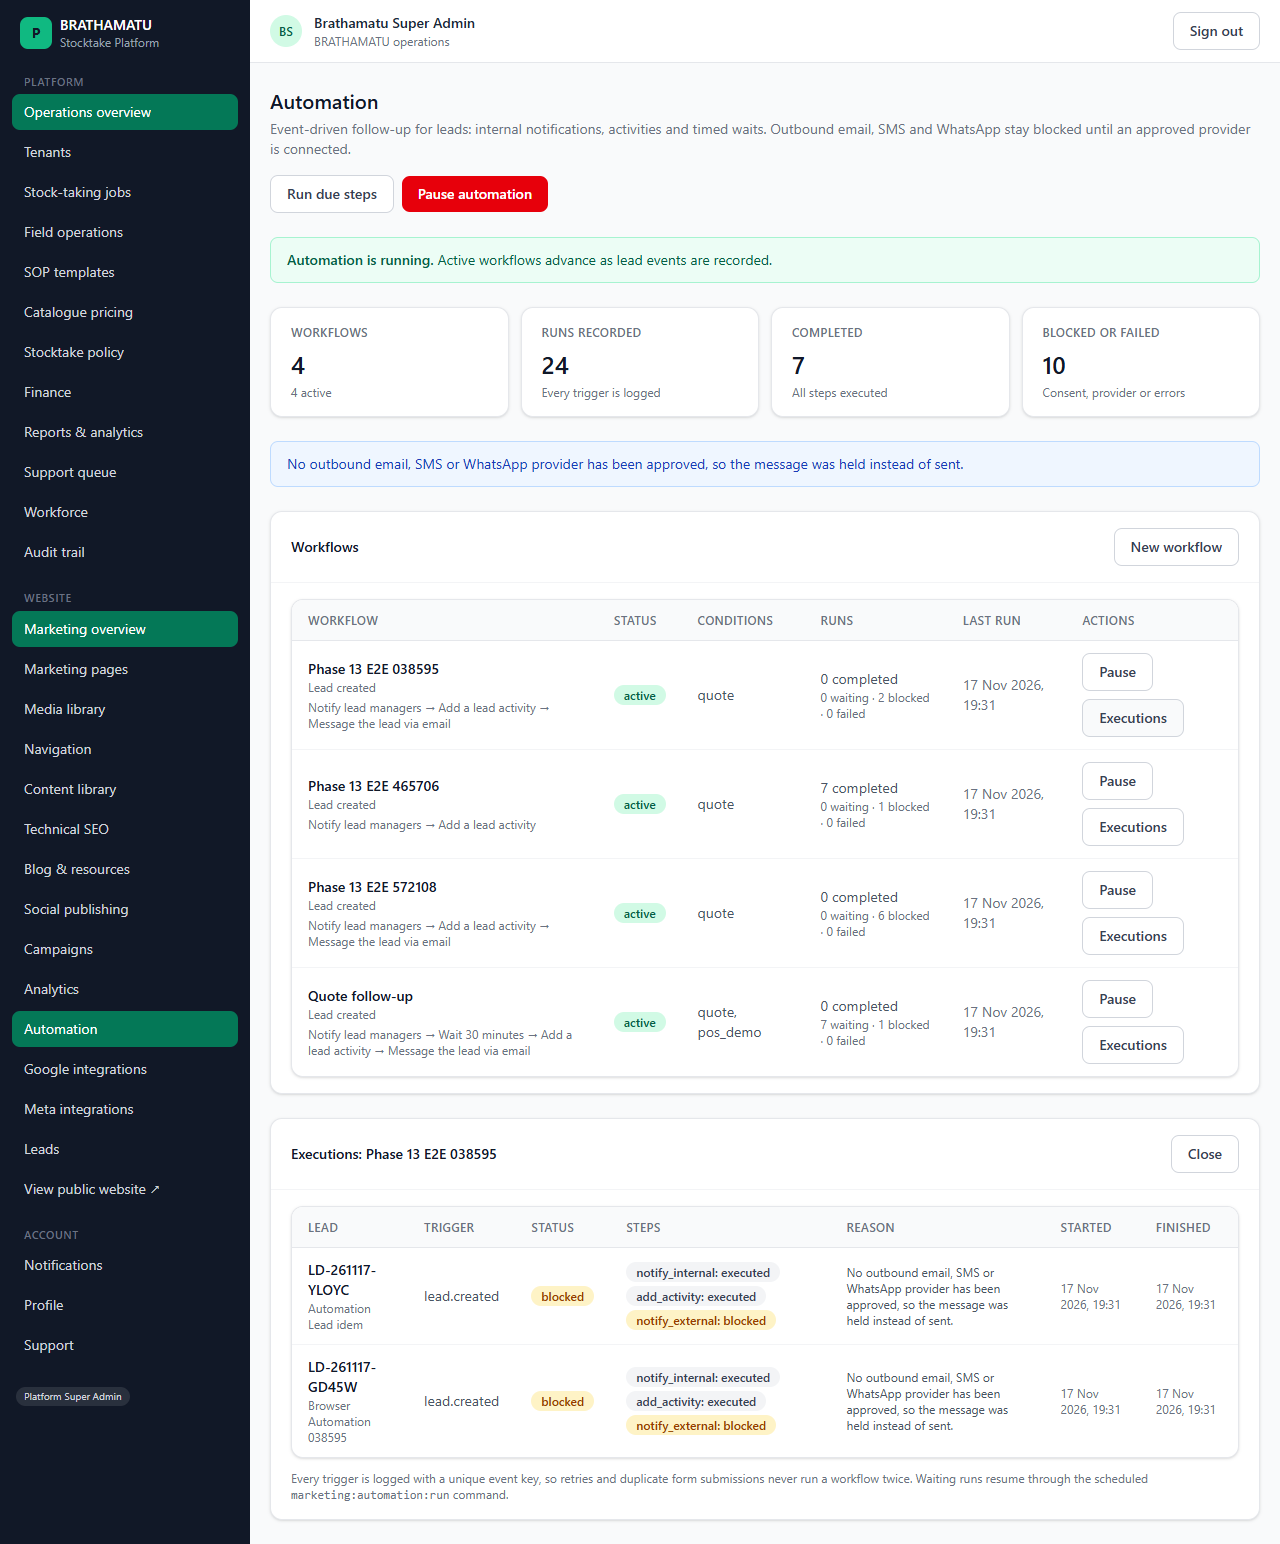 P
BRATHAMATU
Stocktake Platform
PLATFORM
Operations overview
Tenants
Stock-taking jobs
Field operations
SOP templates
Catalogue pricing
Stocktake policy
Finance
Reports & analytics
Support queue
Workforce
Audit trail
WEBSITE
Marketing overview
Marketing pages
Media library
Navigation
Content library
Technical SEO
Blog & resources
Social publishing
Campaigns
Analytics
Automation
Google integrations
Meta integrations
Leads
View public website ↗
ACCOUNT
Notifications
Profile
Support
Platform Super Admin
BS
Brathamatu Super Admin
BRATHAMATU operations
Sign out
Automation
Event-driven follow-up for leads: internal notifications, activities and timed waits. Outbound email, SMS and WhatsApp stay blocked until an approved provider
is connected.
Run due steps
Pause automation
Automation is running. Active workflows advance as lead events are recorded.
WORKFLOWS
4
4 active
RUNS RECORDED
24
Every trigger is logged
COMPLETED
7
All steps executed
BLOCKED OR FAILED
10
Consent, provider or errors
No outbound email, SMS or WhatsApp provider has been approved, so the message was held instead of sent.
Workflows
New workflow
WORKFLOW STATUS CONDITIONS RUNS LAST RUN ACTIONS
Phase 13 E2E 038595
Lead created
Notify lead managers → Add a lead activity →
Message the lead via email
active
quote
0 completed
0 waiting · 2 blocked
· 0 failed
17 Nov 2026,
19:31
Pause
Executions
Phase 13 E2E 465706
Lead created
Notify lead managers → Add a lead activity
active
quote
7 completed
0 waiting · 1 blocked
· 0 failed
17 Nov 2026,
19:31
Pause
Executions
Phase 13 E2E 572108
Lead created
Notify lead managers → Add a lead activity →
Message the lead via email
active
quote
0 completed
0 waiting · 6 blocked
· 0 failed
17 Nov 2026,
19:31
Pause
Executions
Quote follow-up
Lead created
Notify lead managers → Wait 30 minutes → Add a
lead activity → Message the lead via email
active
quote,
pos_demo
0 completed
7 waiting · 1 blocked
· 0 failed
17 Nov 2026,
19:31
Pause
Executions
Executions: Phase 13 E2E 038595
Close
LEAD TRIGGER STATUS STEPS REASON STARTED FINISHED
LD-261117-
YLOYC
Automation
Lead idem
lead.created
blocked
notify_internal: executed
add_activity: executed
notify_external: blocked
No outbound email, SMS or
WhatsApp provider has been
approved, so the message was
held instead of sent.
17 Nov
2026, 19:31
17 Nov
2026, 19:31
LD-261117-
GD45W
Browser
Automation
038595
lead.created
blocked
notify_internal: executed
add_activity: executed
notify_external: blocked
No outbound email, SMS or
WhatsApp provider has been
approved, so the message was
held instead of sent.
17 Nov
2026, 19:31
17 Nov
2026, 19:31
Every trigger is logged with a unique event key, so retries and duplicate form submissions never run a workflow twice. Waiting runs resume through the scheduled
marketing:automation:run command.